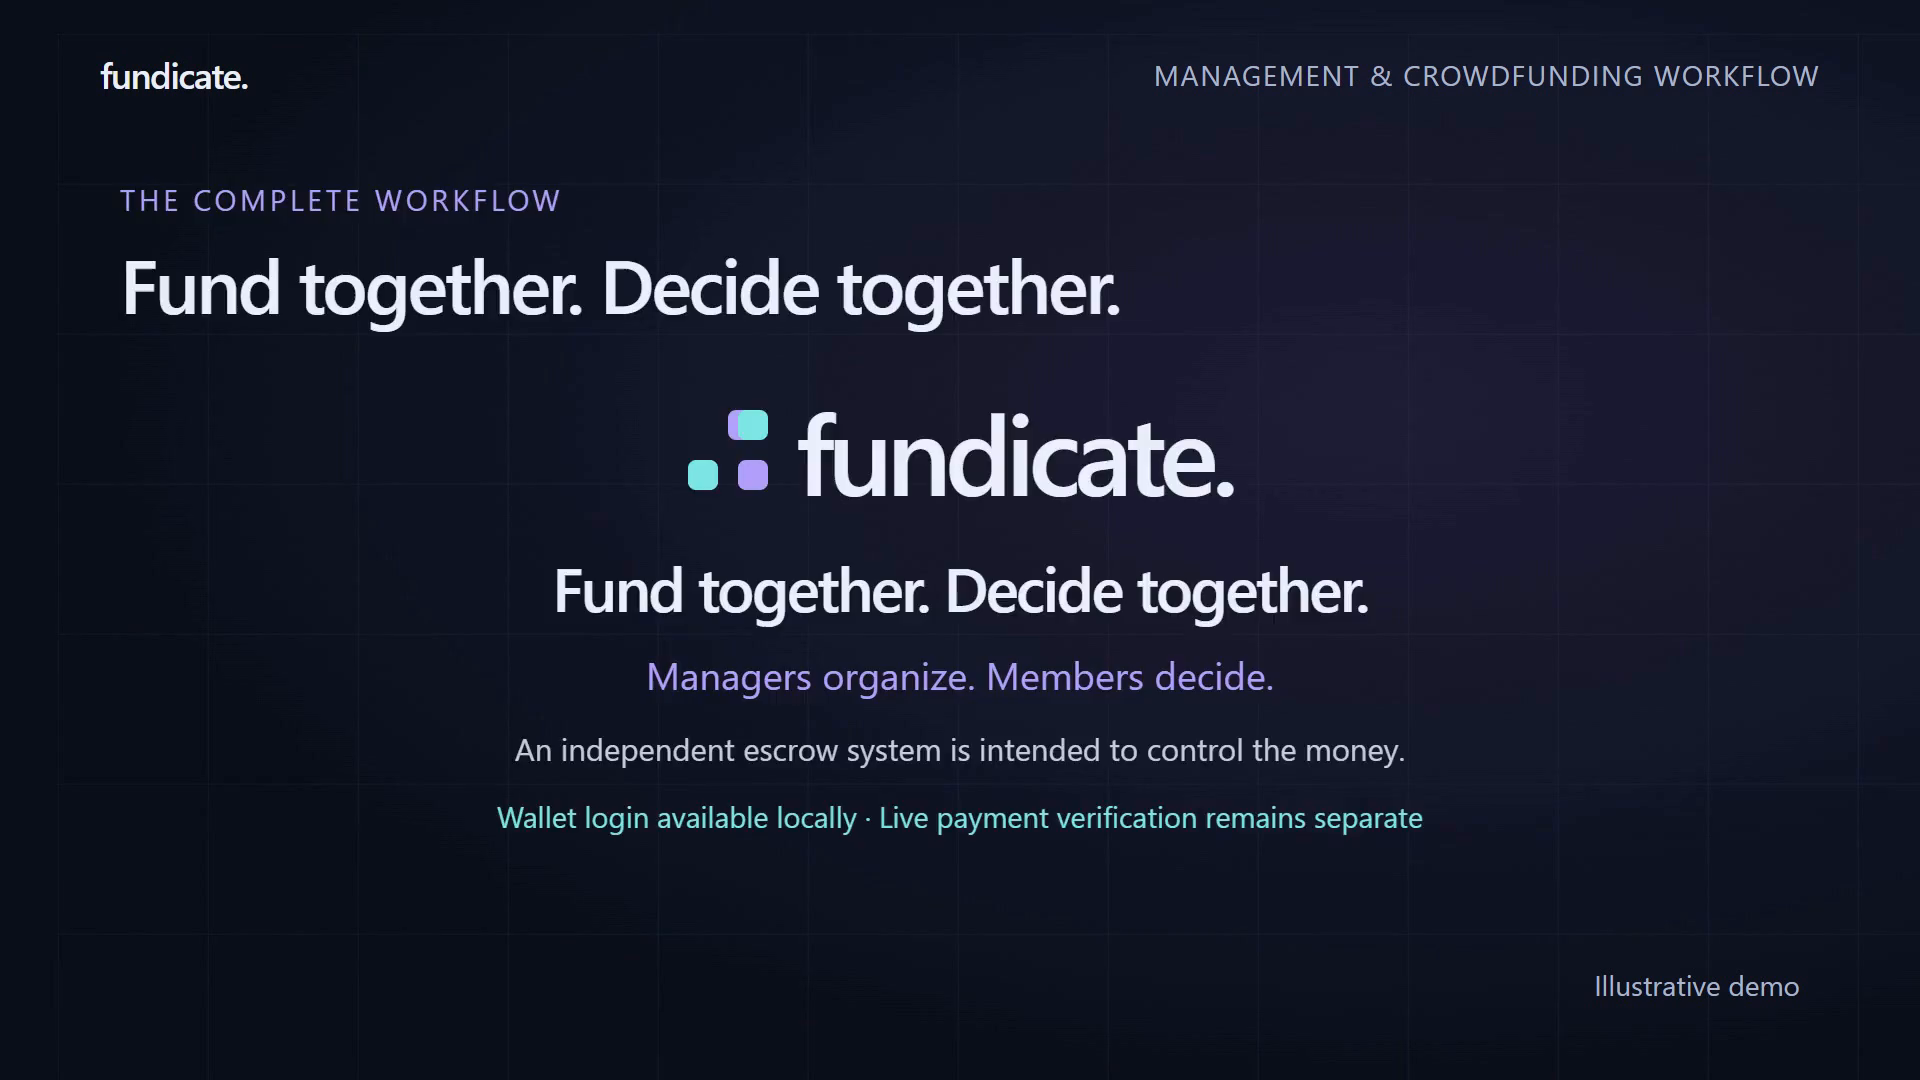 fundicate.
MANAGEMENT & CROWDFUNDING WORKFLOW
THE COMPLETE WORKFLOW
Fund together. Decide together.
fundicate.
Fund together. Decide together.
Managers organize. Members decide.
An independent escrow system is intended to control the money.
Wallet login available locally · Live payment verification remains separate
Illustrative demo